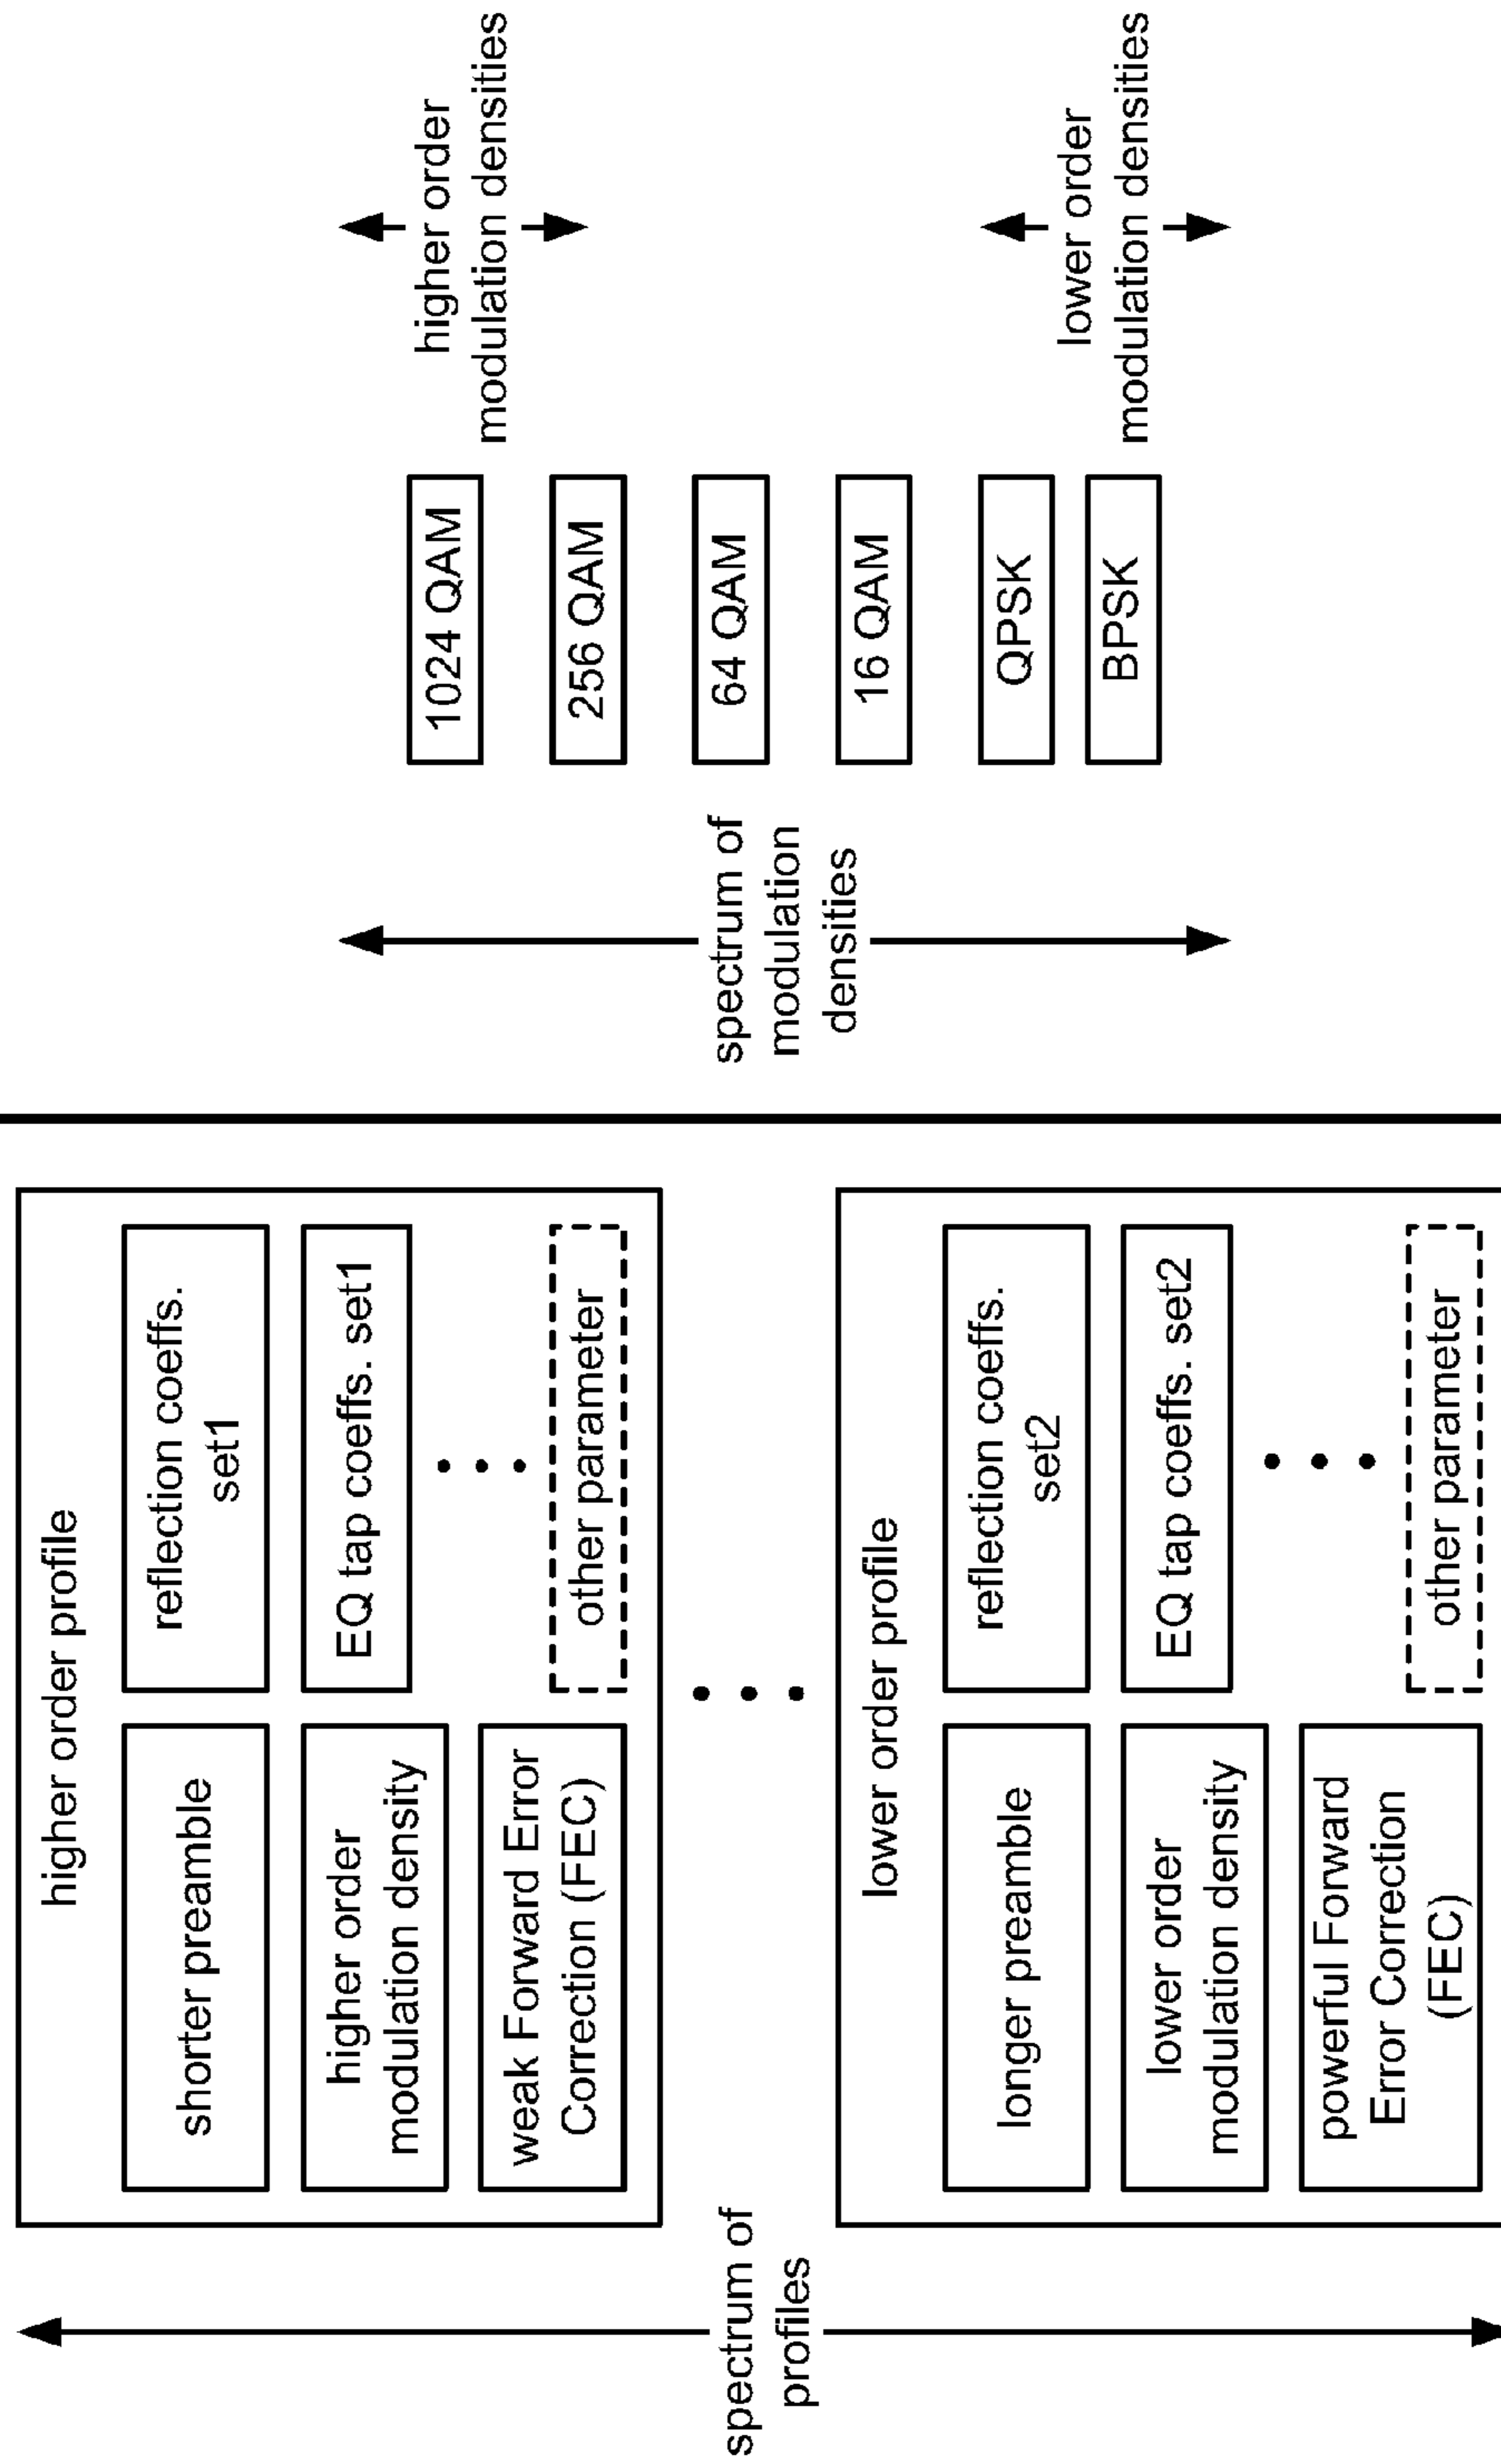 spectrum of
profiles
higher order profile
shorter preamble
higher order
modulation density
weak Forward Error
Correction (FEC)
reflection coeffs.
set1
EQ tap coeffs. set1
other parameter
lower order profile
longer preamble
lower order
modulation density
powerful Forward
Error Correction
(FEC)
reflection coeffs.
set2
EQ tap coeffs. set2
other parameter
spectrum of
modulation
densities
1024 QAM
256 QAM
64 QAM
16 QAM
QPSK
BPSK
higher order
modulation densities
lower order
modulation densities